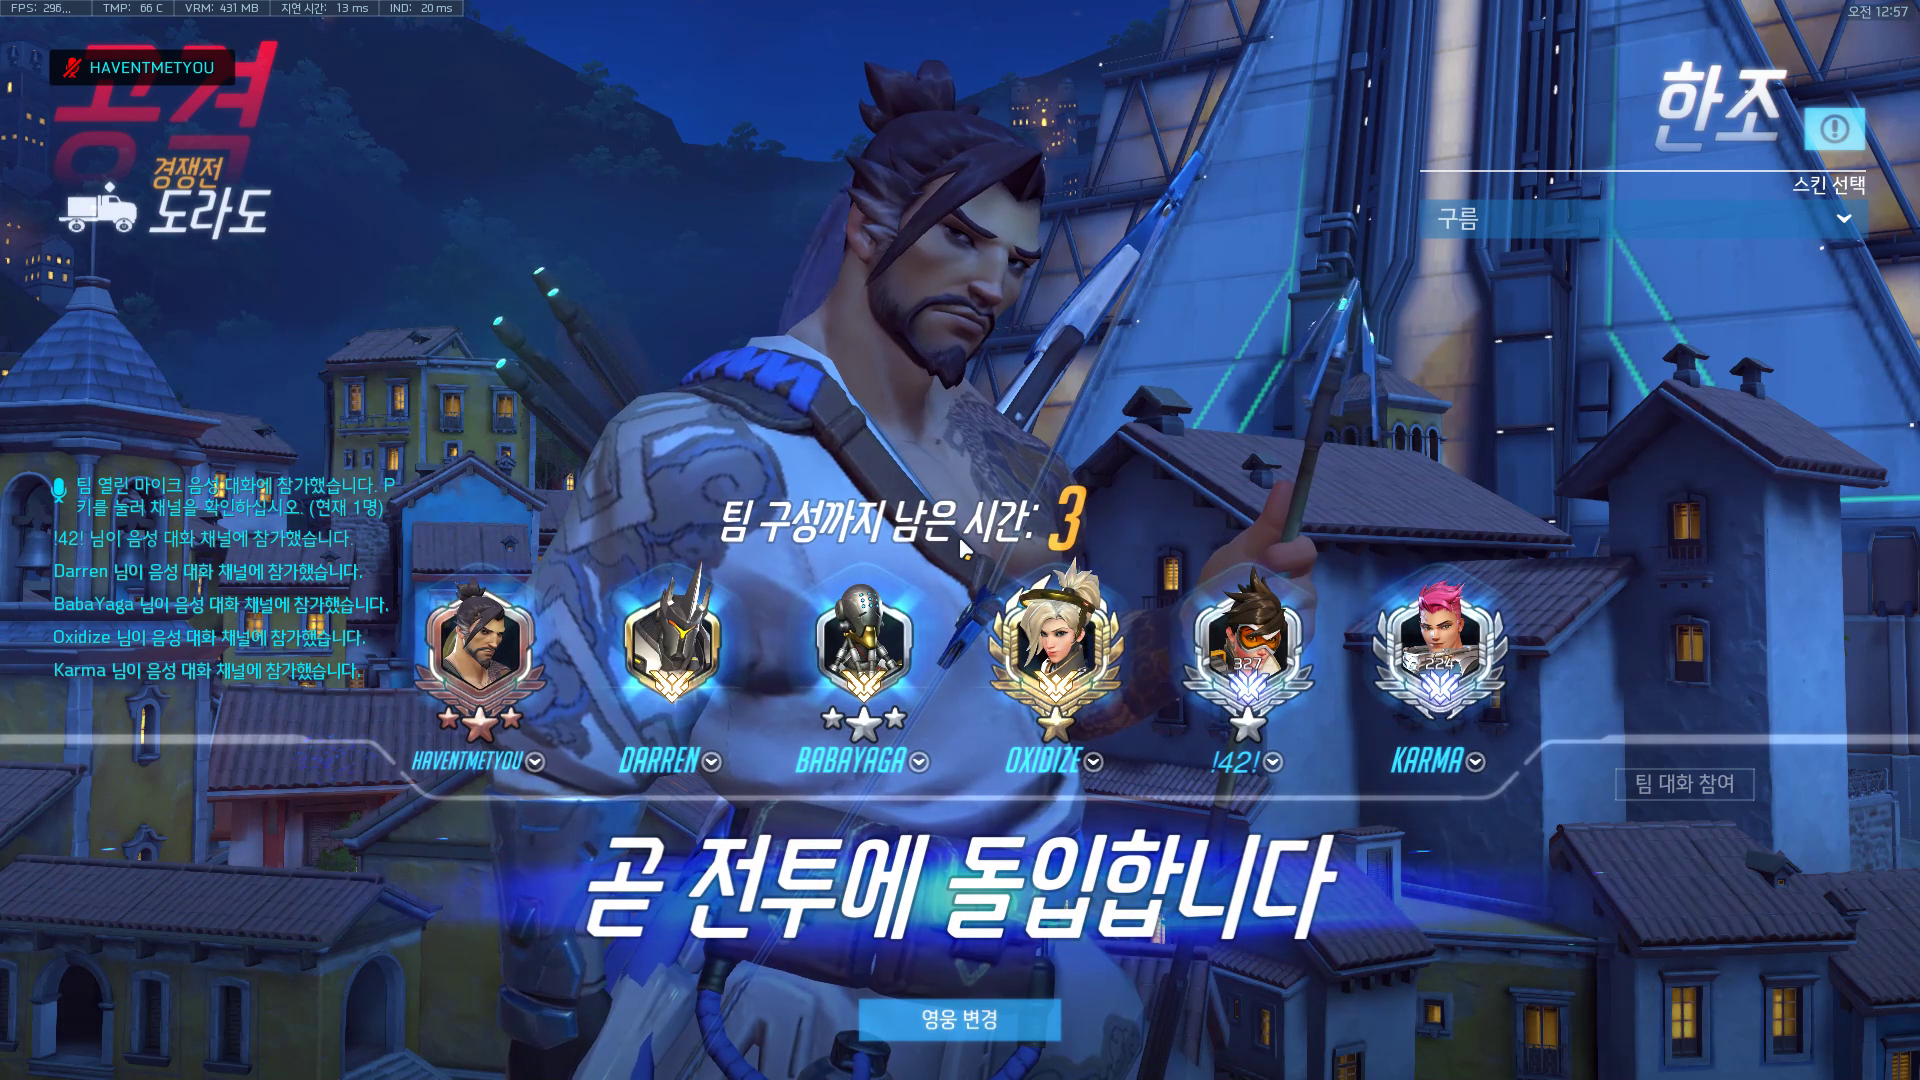 FPS: 296... TMP: 66 C VRM: 431 MB 지연 시간: 13 ms IND: 20 ms
오전 12:57
HAVENTMETYOU
공격
경쟁전
도라도
한조
스킨 선택
구름
팀 열린 마이크 음성 대화에 참가했습니다. P
키를 눌러 채널을 확인하십시오. (현재 1명)
!42! 님이 음성 대화 채널에 참가했습니다.
Darren 님이 음성 대화 채널에 참가했습니다.
BabaYaga 님이 음성 대화 채널에 참가했습니다.
Oxidize 님이 음성 대화 채널에 참가했습니다.
Karma 님이 음성 대화 채널에 참가했습니다.
팀 구성까지 남은 시간: 3
327
224
HAVENTMETYOU
DARREN
BABAYAGA
OXIDIZE
!42!
KARMA
팀 대화 참여
곧 전투에 돌입합니다
영웅 변경